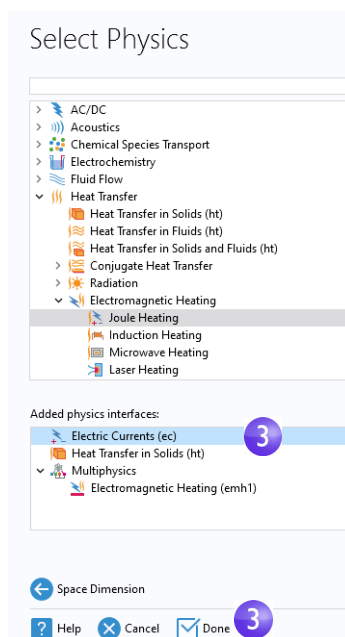 Select Physics
AC/DC
Acoustics
Chemical Species Transport
Electrochemistry
Fluid Flow
Heat Transfer
Heat Transfer in Solids (ht)
Heat Transfer in Fluids (ht)
Heat Transfer in Solids and Fluids (ht)
Conjugate Heat Transfer
Radiation
Electromagnetic Heating
Joule Heating
Induction Heating
Microwave Heating
Laser Heating
Added physics interfaces:
Electric Currents (ec) 3
Heat Transfer in Solids (ht)
Multiphysics
Electromagnetic Heating (emh1)
Space Dimension
? Help Cancel Done 3